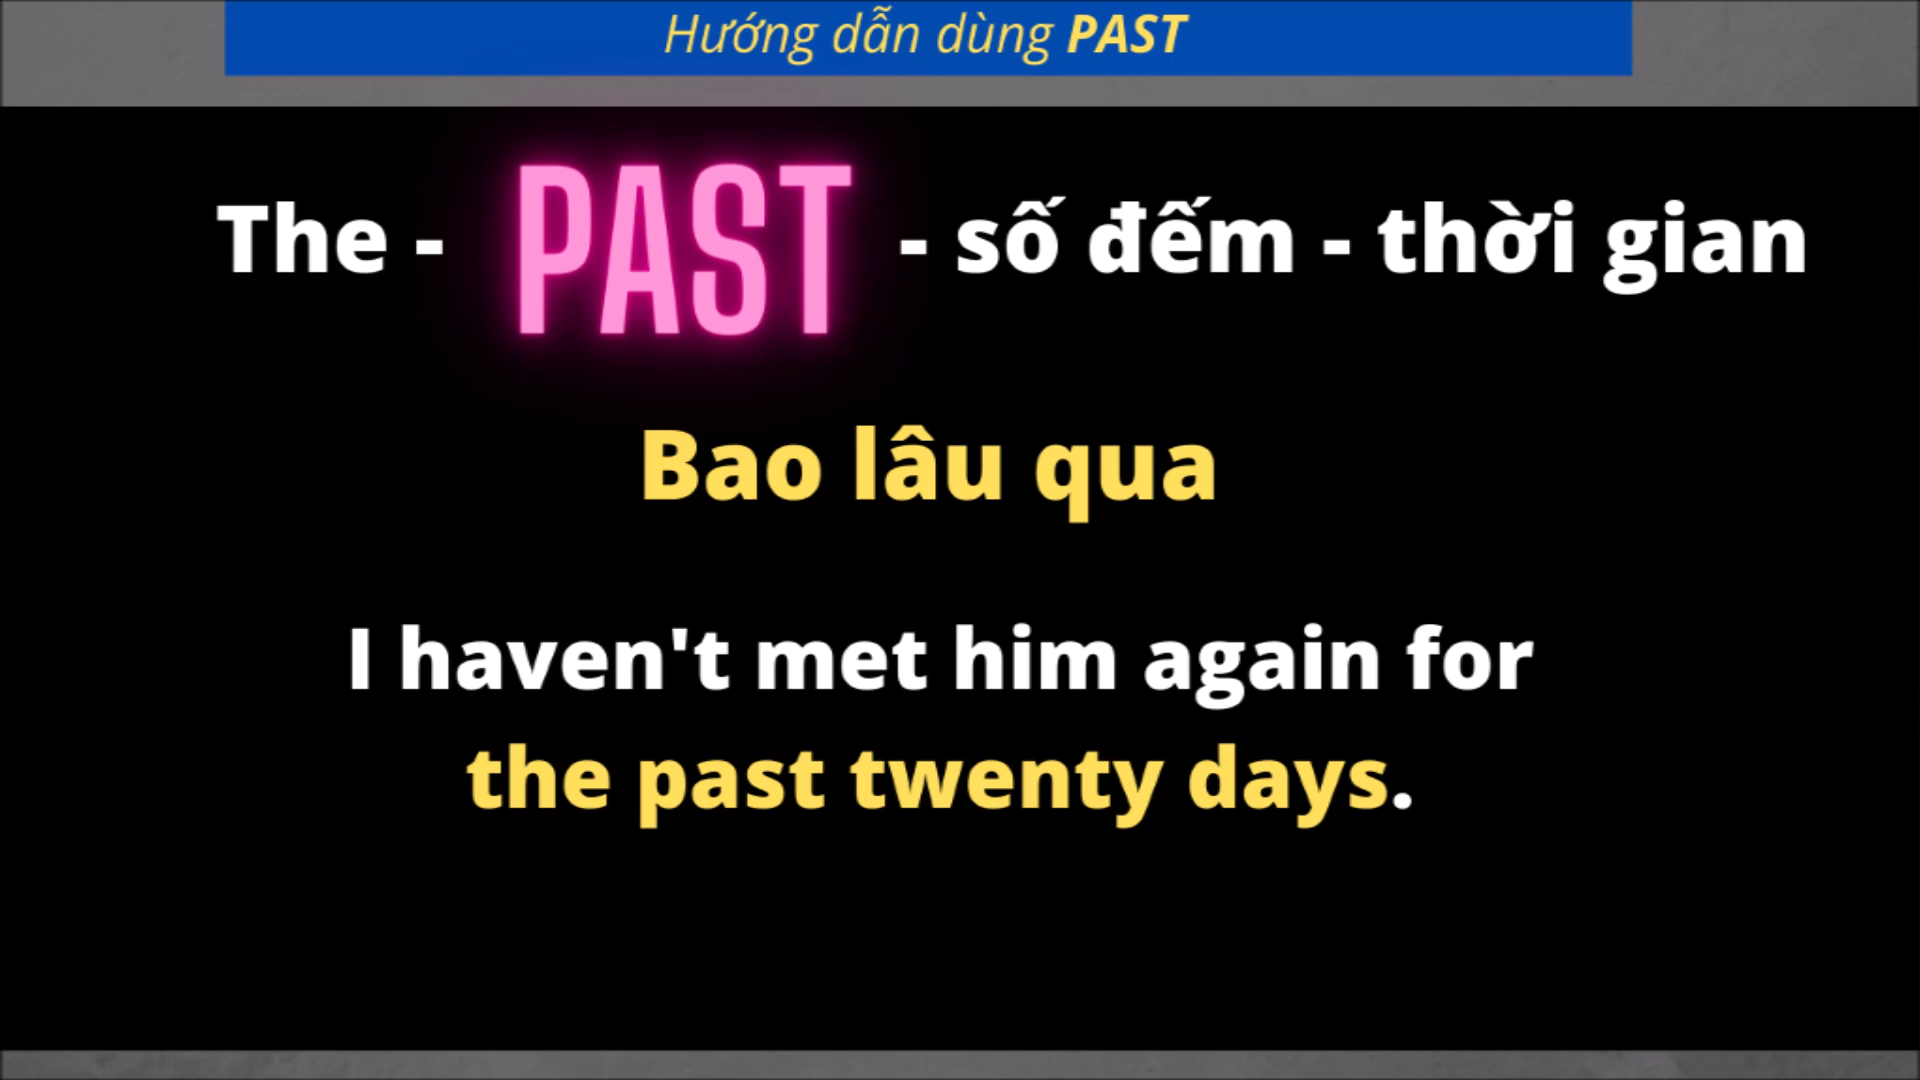 Hướng dẫn dùng PAST
The - PAST - số đếm - thời gian
Bao lâu qua
I haven't met him again for
the past twenty days.